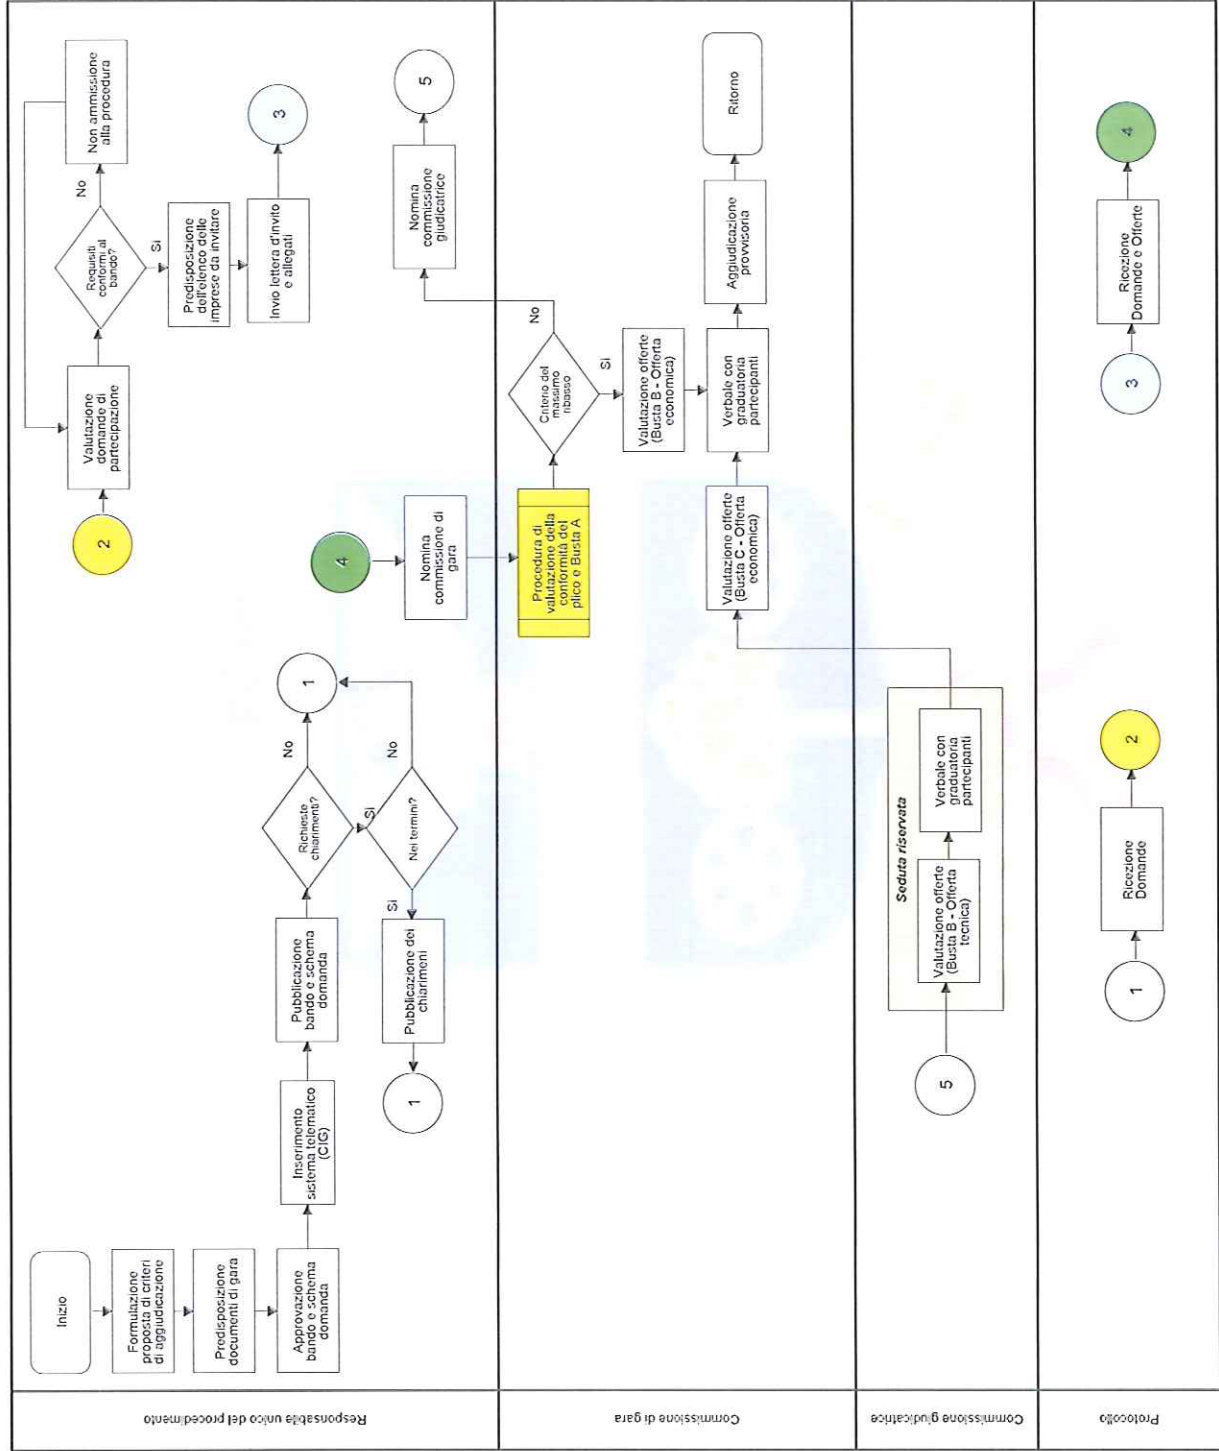 Responsabile unico del procedimento
Inizio
Formulazione
proposta di criteri
di aggiudicazione
Predisposizione
documenti di gara
Approvazione
bando e schema
domanda
Inserimento
sistema telematico
(CIG)
Pubblicazione
bando e schema
domanda
Richieste
chiarimenti?
No
1
Si
Nei termini?
No
Si
Pubblicazione dei
chiarimeni
1
2
Valutazione
domande di
partecipazione
Requisiti
conformi al
bando?
No
Non ammissione
alla procedura
Si
Predisposizione
dell'elenco delle
imprese da invitare
Invio lettera d'invito
e allegati
3
4
Nomina
commissione di
gara
Nomina
commissione
giudicatrice
5
Commissione di gara
Procedura di
valutazione della
conformità del
plico e Busta A
Criterio del
massimo
ribasso
No
Si
Valutazione offerte
(Busta B - Offerta
economica)
Valutazione offerte
(Busta C - Offerta
economica)
Verbale con
graduatoria
partecipanti
Aggiudicazione
provvisoria
Ritorno
Commissione giudicatrice
5
Seduta riservata
Valutazione offerte
(Busta B - Offerta
tecnica)
Verbale con
graduatoria
partecipanti
Protocollo
1
Ricezione
Domande
2
3
Ricezione
Domande e Offerte
4